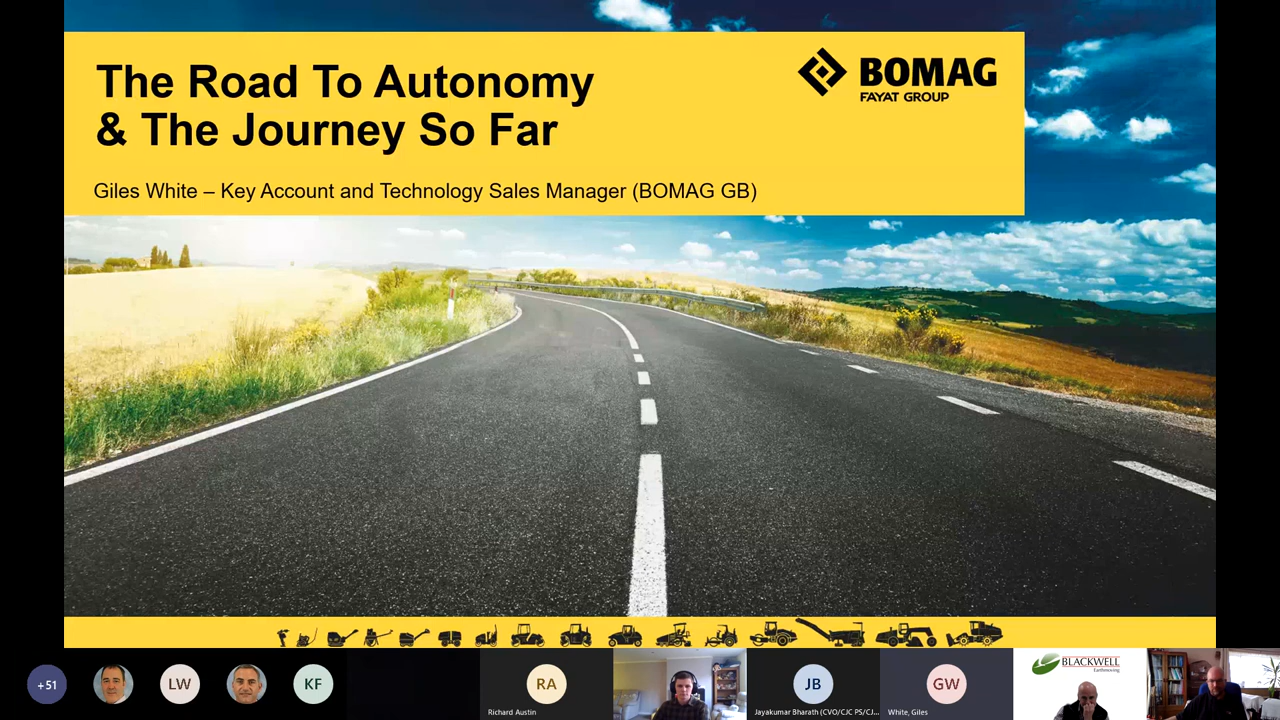 The Road To Autonomy
& The Journey So Far
BOMAG
FAYAT GROUP
Giles White – Key Account and Technology Sales Manager (BOMAG GB)
+51
LW
KF
RA
Richard Austin
JB
Jayakumar Bharath (CVO/CJC PS/CJ...
GW
White, Giles
BLACKWELL
Earthmoving